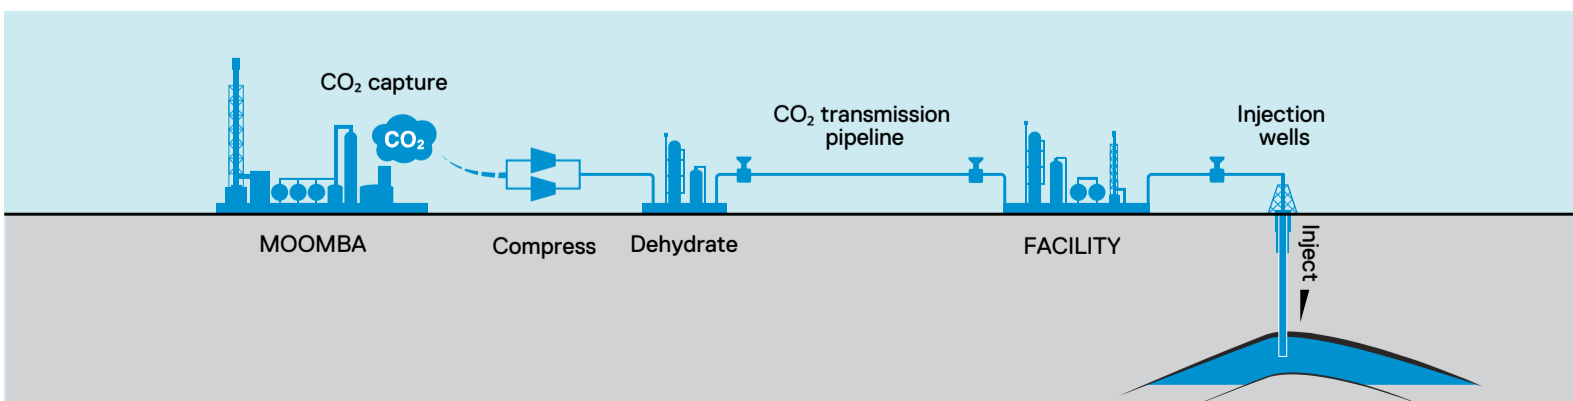 CO₂ capture
CO₂
CO₂ transmission
pipeline
Injection
wells
MOOMBA
Compress
Dehydrate
FACILITY
Inject